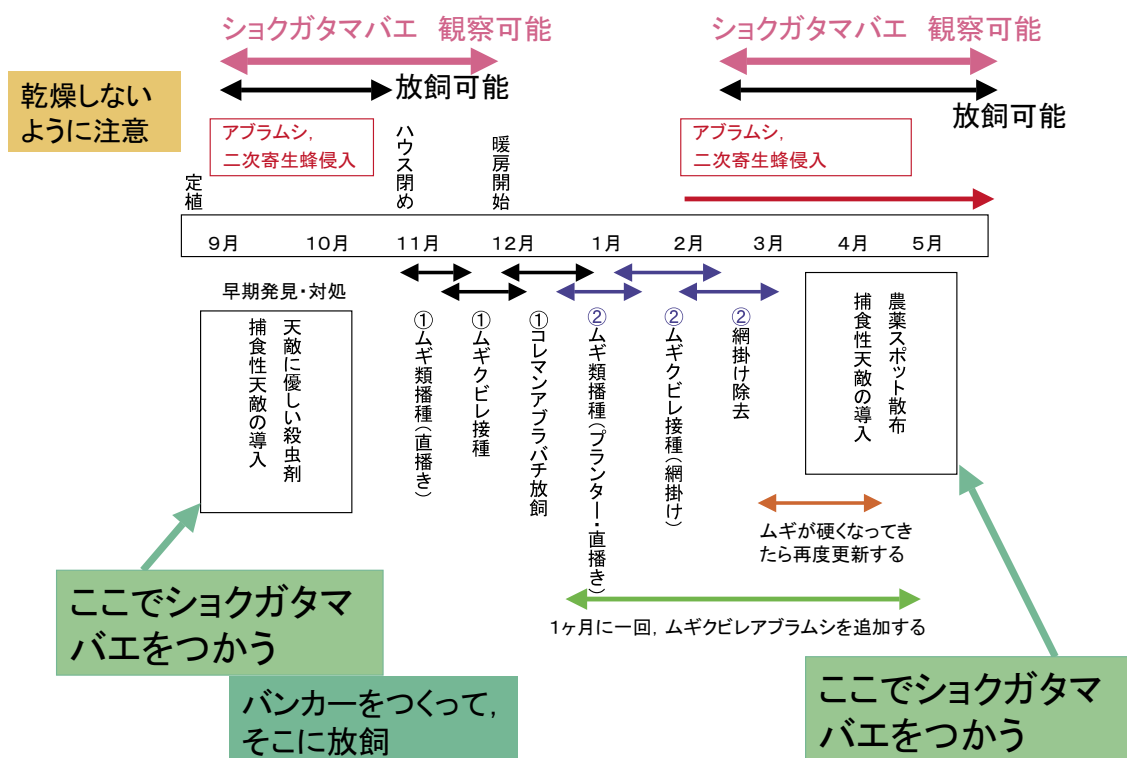 ショクガタマバエ　観察可能
ショクガタマバエ　観察可能
放飼可能
放飼可能
乾燥しない
ように注意
アブラムシ,
二次寄生蜂侵入
アブラムシ,
二次寄生蜂侵入
定植
ハウス閉め
暖房開始
9月
10月
11月
12月
1月
2月
3月
4月
5月
早期発見・対処
天敵に優しい殺虫剤
捕食性天敵の導入
①ムギ類播種(直播き)
①ムギクビレ接種
①コレマンアブラバチ放飼
②ムギ類播種(プランター・直播き)
②ムギクビレ接種(網掛け)
②網掛け除去
農薬スポット散布
捕食性天敵の導入
ムギが硬くなってき
たら再度更新する
1ヶ月に一回, ムギクビレアブラムシを追加する
ここでショクガタマ
バエをつかう
バンカーをつくって,
そこに放飼
ここでショクガタマ
バエをつかう